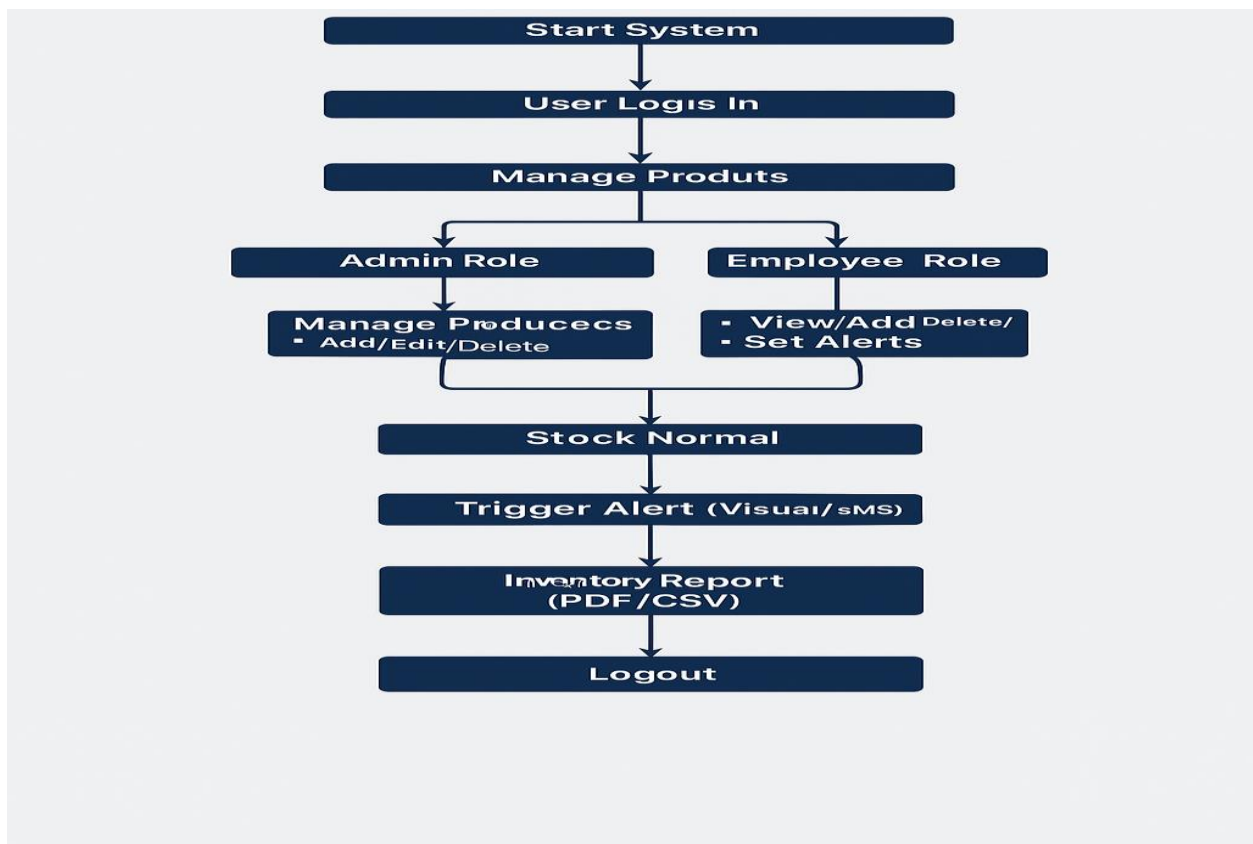 Start System
User Logıs In
Manage Produts
Admin Role
Employee Role
Manage Producecs
▪ Add/Edit/Delete
▪ View/Add Delete/
▪ Set Alerts
Stock Normal
Trigger Alert (Visuaı/sMS)
Inventory Report
(PDF/CSV)
Logout